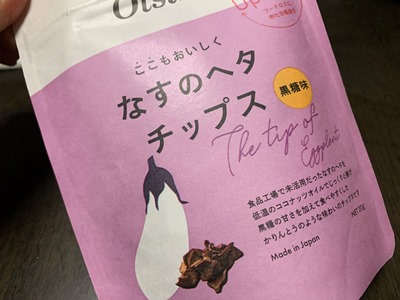 ここもおいしく
なすのヘタ
チップス
黒糖味
The tip of
Eggplant
食品工場で未活用だったなすのヘタを
低温のココナッツオイルでじっくりと揚げ
黒糖の甘さを加えて食べやすくした
かりんとうのような味わいのチップスです
Made in Japan
NET 30g